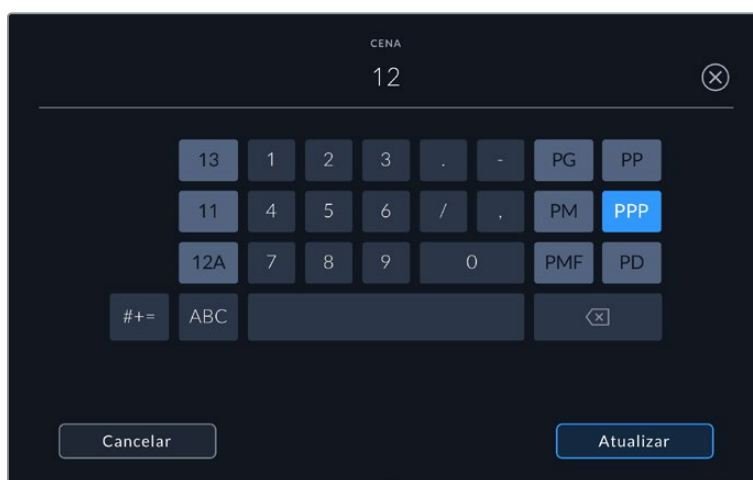 CENA
12
13 1 2 3 . - PG PP
11 4 5 6 / , PM PPP
12A 7 8 9 0 PMF PD
#+= ABC
Cancelar Atualizar